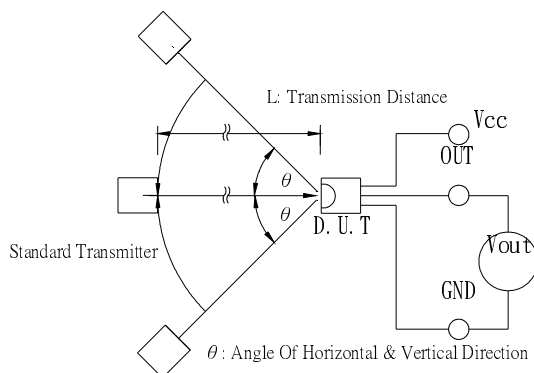 L: Transmission Distance
Vcc
OUT
θ
θ
D. U. T
Standard Transmitter
Vout
GND
θ : Angle Of Horizontal & Vertical Direction